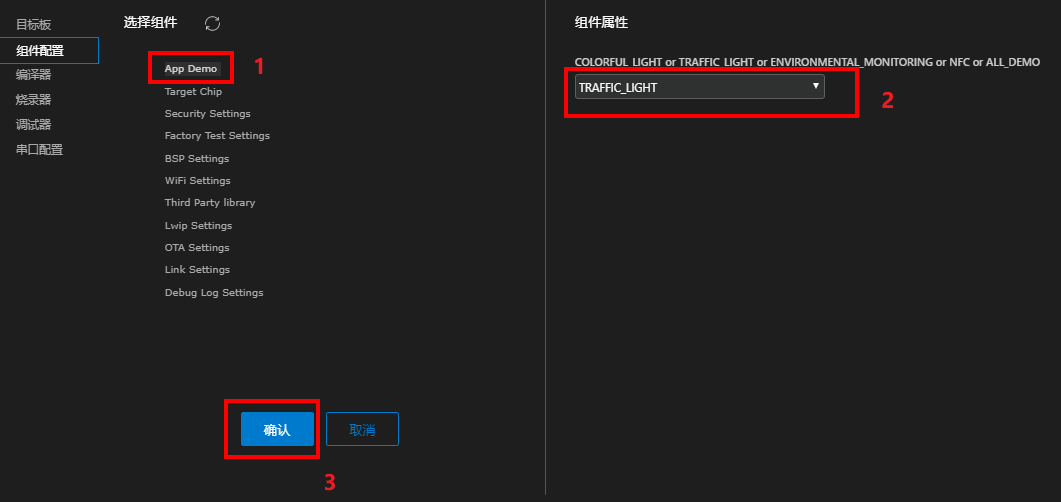 目标板
组件配置
编译器
烧录器
调试器
串口配置
选择组件
App Demo
1
Target Chip
Security Settings
Factory Test Settings
BSP Settings
WiFi Settings
Third Party library
Lwip Settings
OTA Settings
Link Settings
Debug Log Settings
确认
取消
3
组件属性
COLORFUL_LIGHT or TRAFFIC_LIGHT or ENVIRONMENTAL_MONITORING or NFC or ALL_DEMO
TRAFFIC_LIGHT
2